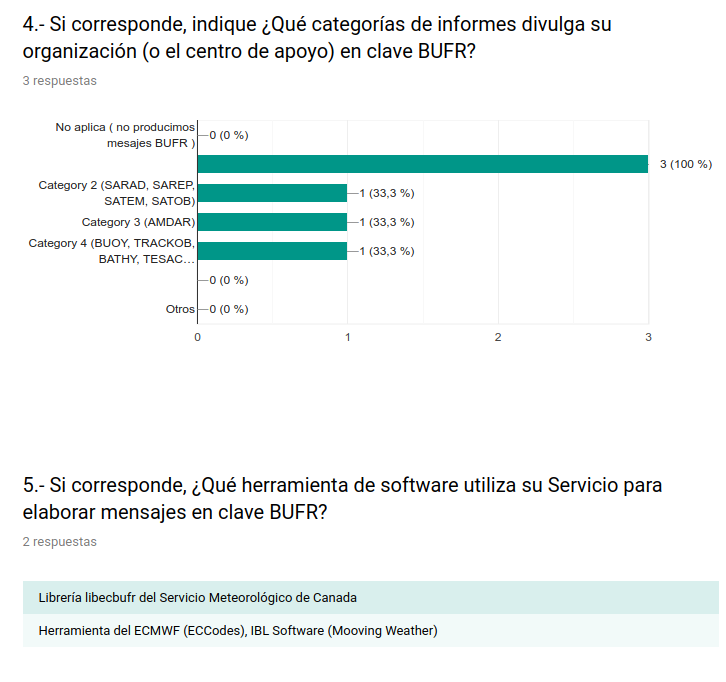 4.- Si corresponde, indique ¿Qué categorías de informes divulga su
organización (o el centro de apoyo) en clave BUFR?
3 respuestas
No aplica ( no producimos
mesajes BUFR )
0 (0 %)
3 (100 %)
Category 2 (SARAD, SAREP,
SATEM, SATOB)
1 (33,3 %)
Category 3 (AMDAR)
1 (33,3 %)
Category 4 (BUOY, TRACKOB,
BATHY, TESAC…
1 (33,3 %)
0 (0 %)
Otros
0 (0 %)
0 1 2 3
5.- Si corresponde, ¿Qué herramienta de software utiliza su Servicio para
elaborar mensajes en clave BUFR?
2 respuestas
Librería libecbufr del Servicio Meteorológico de Canada
Herramienta del ECMWF (ECCodes), IBL Software (Mooving Weather)